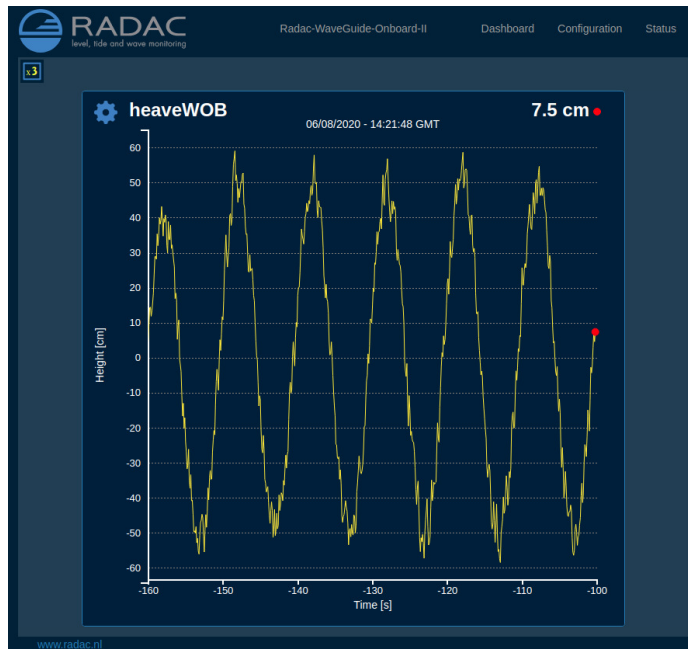 RADAC
level, tide and wave monitoring
Radac-WaveGuide-Onboard-II
Dashboard
Configuration
Status
x3
heaveWOB
7.5 cm
06/08/2020 - 14:21:48 GMT
60
50
40
30
20
10
0
-10
-20
-30
-40
-50
-60
Height [cm]
-160
-150
-140
-130
-120
-110
-100
Time [s]
www.radac.nl